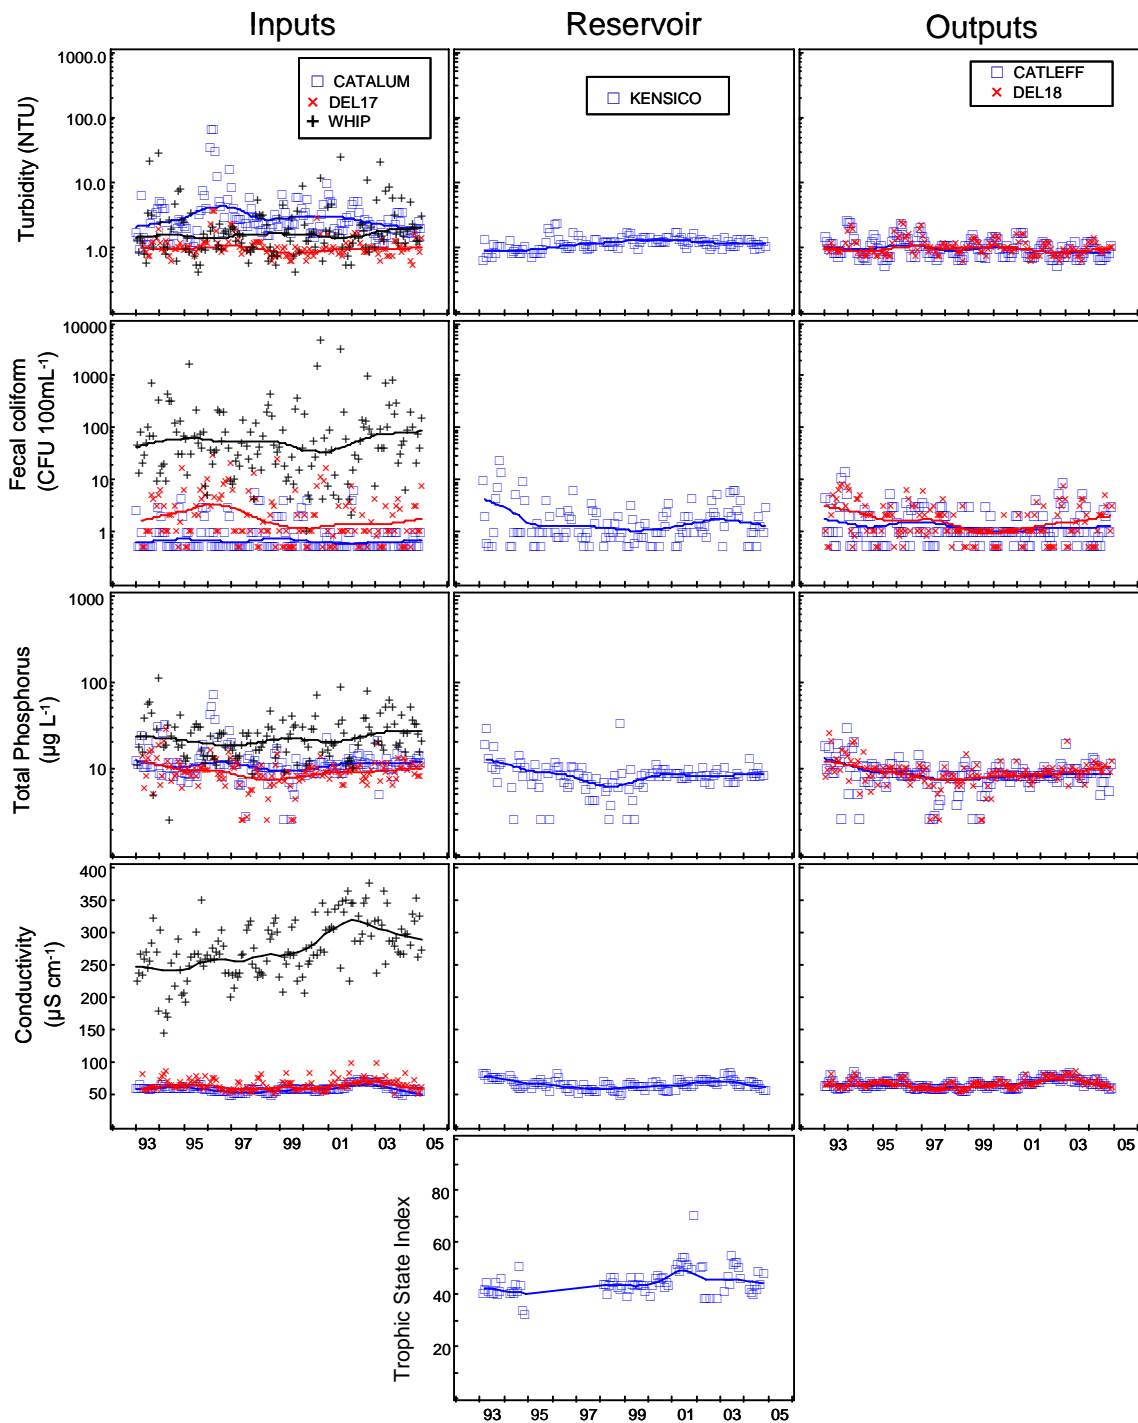 Inputs
Reservoir
Outputs
Turbidity (NTU)
1000.0
100.0
10.0
1.0
CATALUM
DEL17
WHIP
KENSICO
CATLEFF
DEL18
Fecal coliform
(CFU 100mL-1)
10000
1000
100
10
1
Total Phosphorus
(µg L-1)
1000
100
10
Conductivity
(µS cm-1)
400
350
300
250
200
150
100
50
93 95 97 99 01 03 05
93 95 97 99 01 03 05
Trophic State Index
80
60
40
20
93 95 97 99 01 03 05